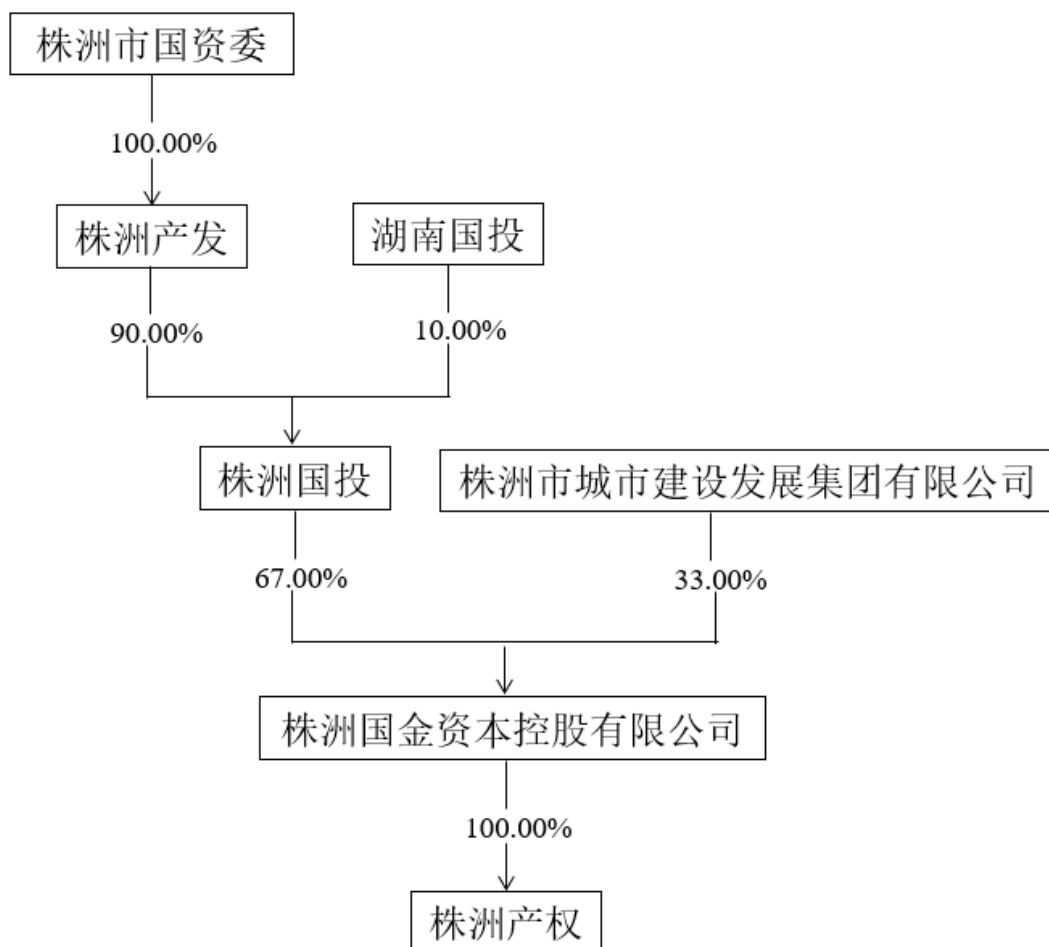 株洲市国资委
100.00%
株洲产发
湖南国投
90.00%
10.00%
株洲国投
株洲市城市建设发展集团有限公司
67.00%
33.00%
株洲国金资本控股有限公司
100.00%
株洲产权